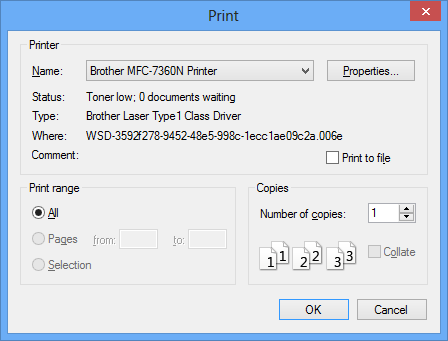 Print
Printer
Name: Brother MFC-7360N Printer Properties...
Status: Toner low; 0 documents waiting
Type: Brother Laser Type1 Class Driver
Where: WSD-3592f278-9452-48e5-998c-1ecc1ae09c2a.006e
Comment:
Print to file
Print range
All
Pages from: to:
Selection
Copies
Number of copies: 1
1 1 2 2 3 3
Collate
OK Cancel